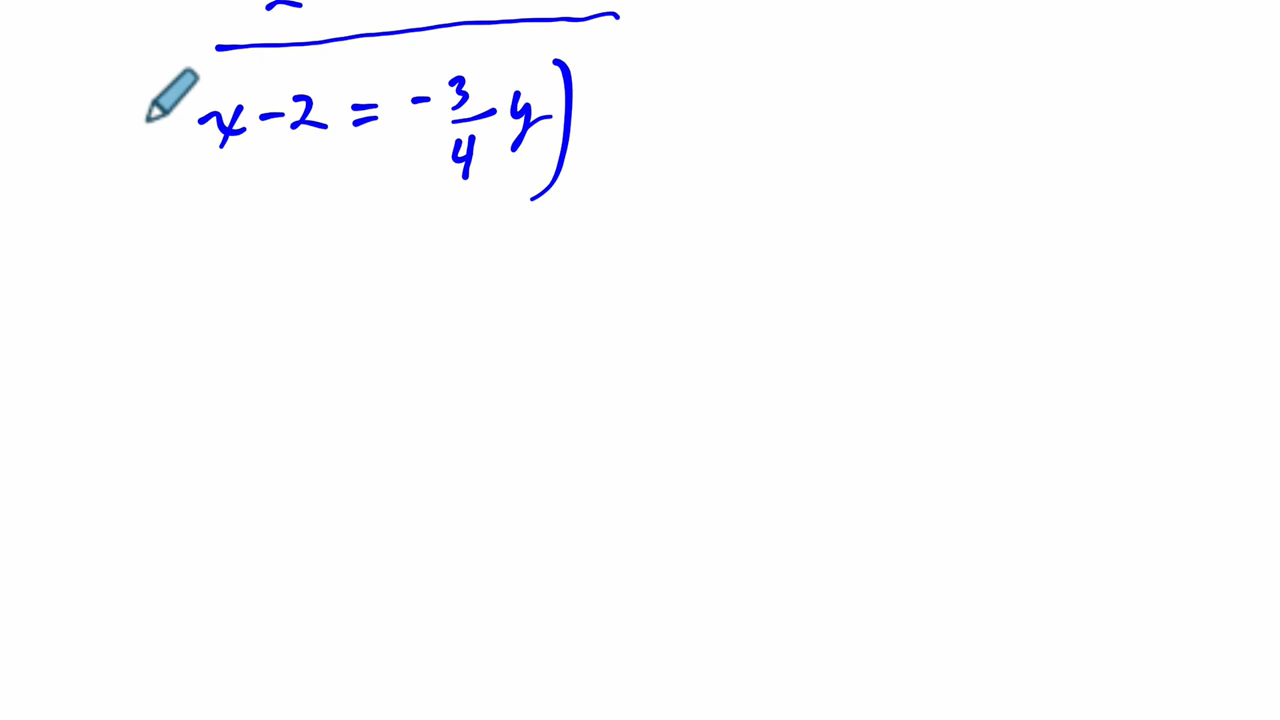 x - 2 = -3/4 y)